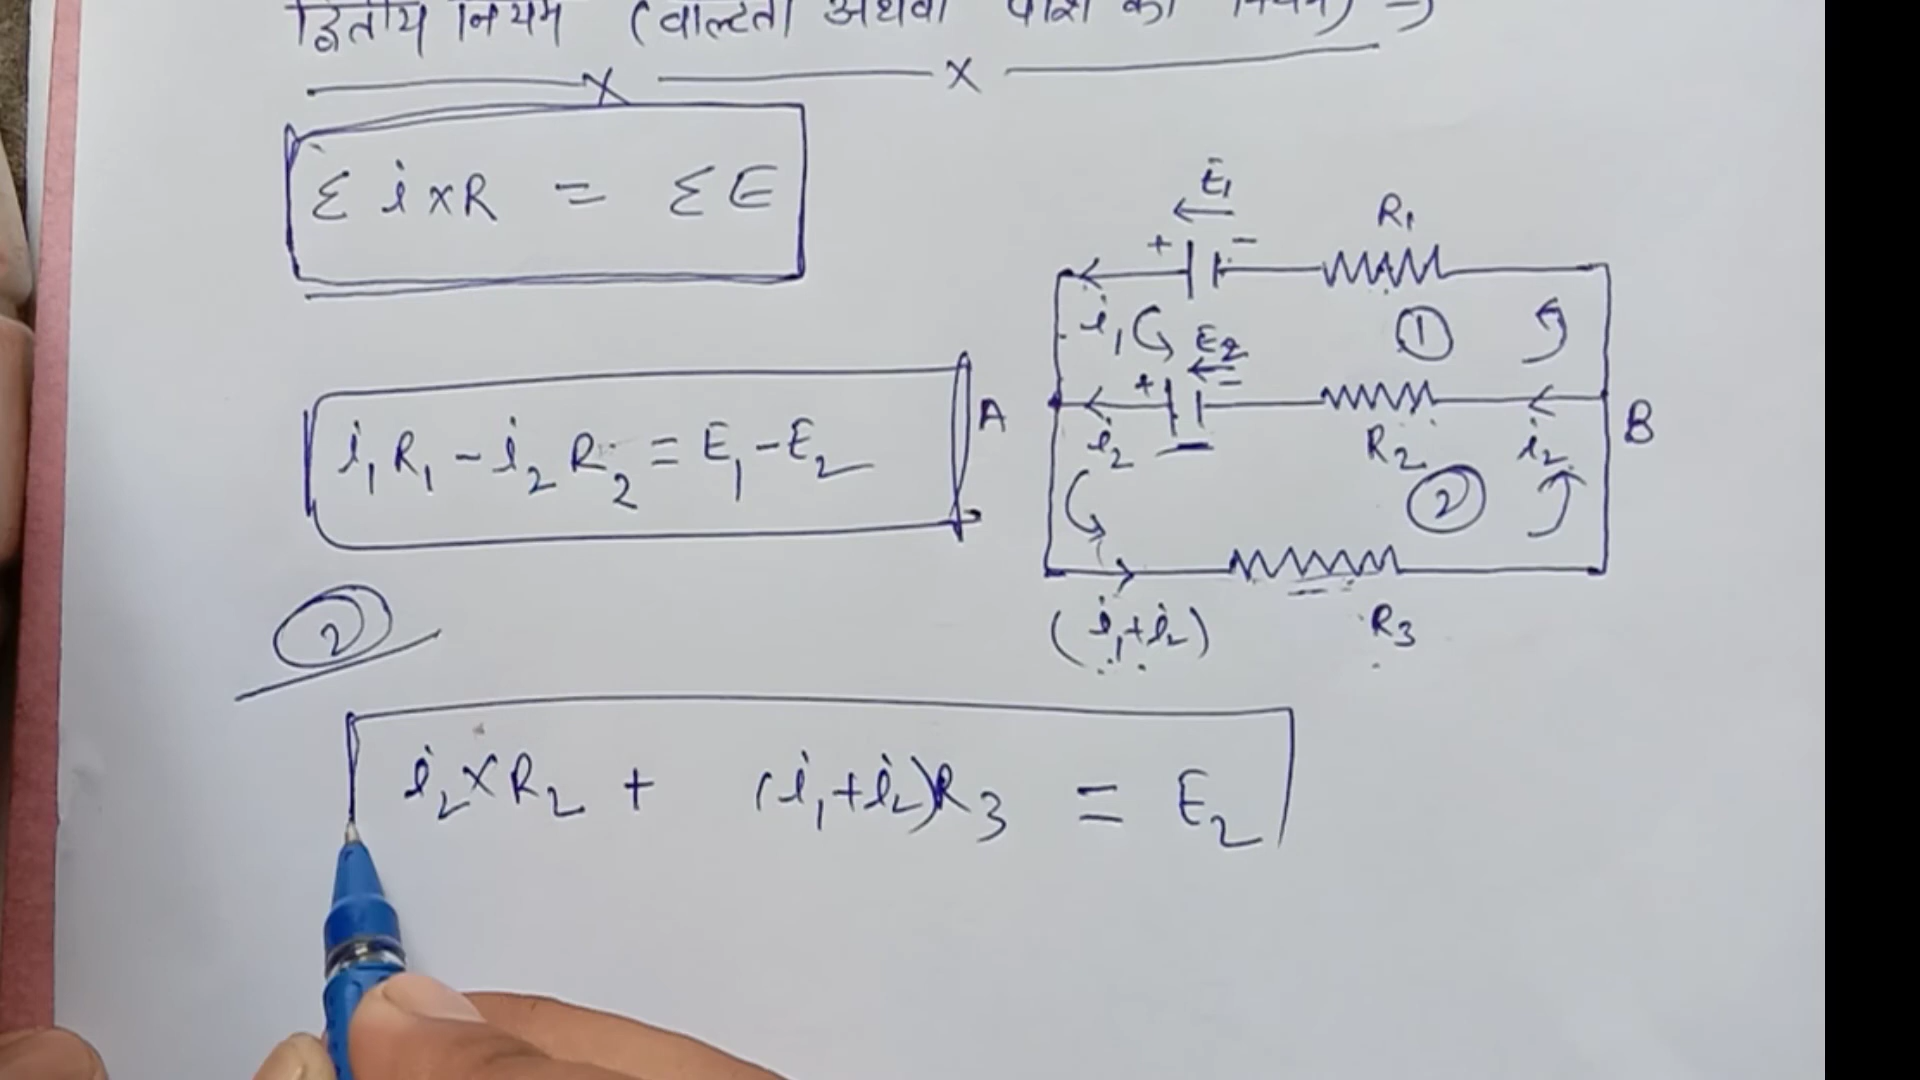 द्वितीय नियम (वोल्टता अथवा पाश का नियम) →
Σ i×R = ΣE
i₁R₁ - i₂R₂ = E₁ - E₂
②
i₂×R₂ + (i₁+i₂)R₃ = E₂
E₁
R₁
+ -
i₁ E₂ ①
+ -
A B
i₂ R₂ i₂
②
(i₁+i₂) R₃